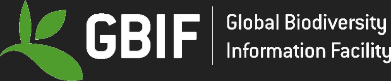 GBIF
Global Biodiversity
Information Facility